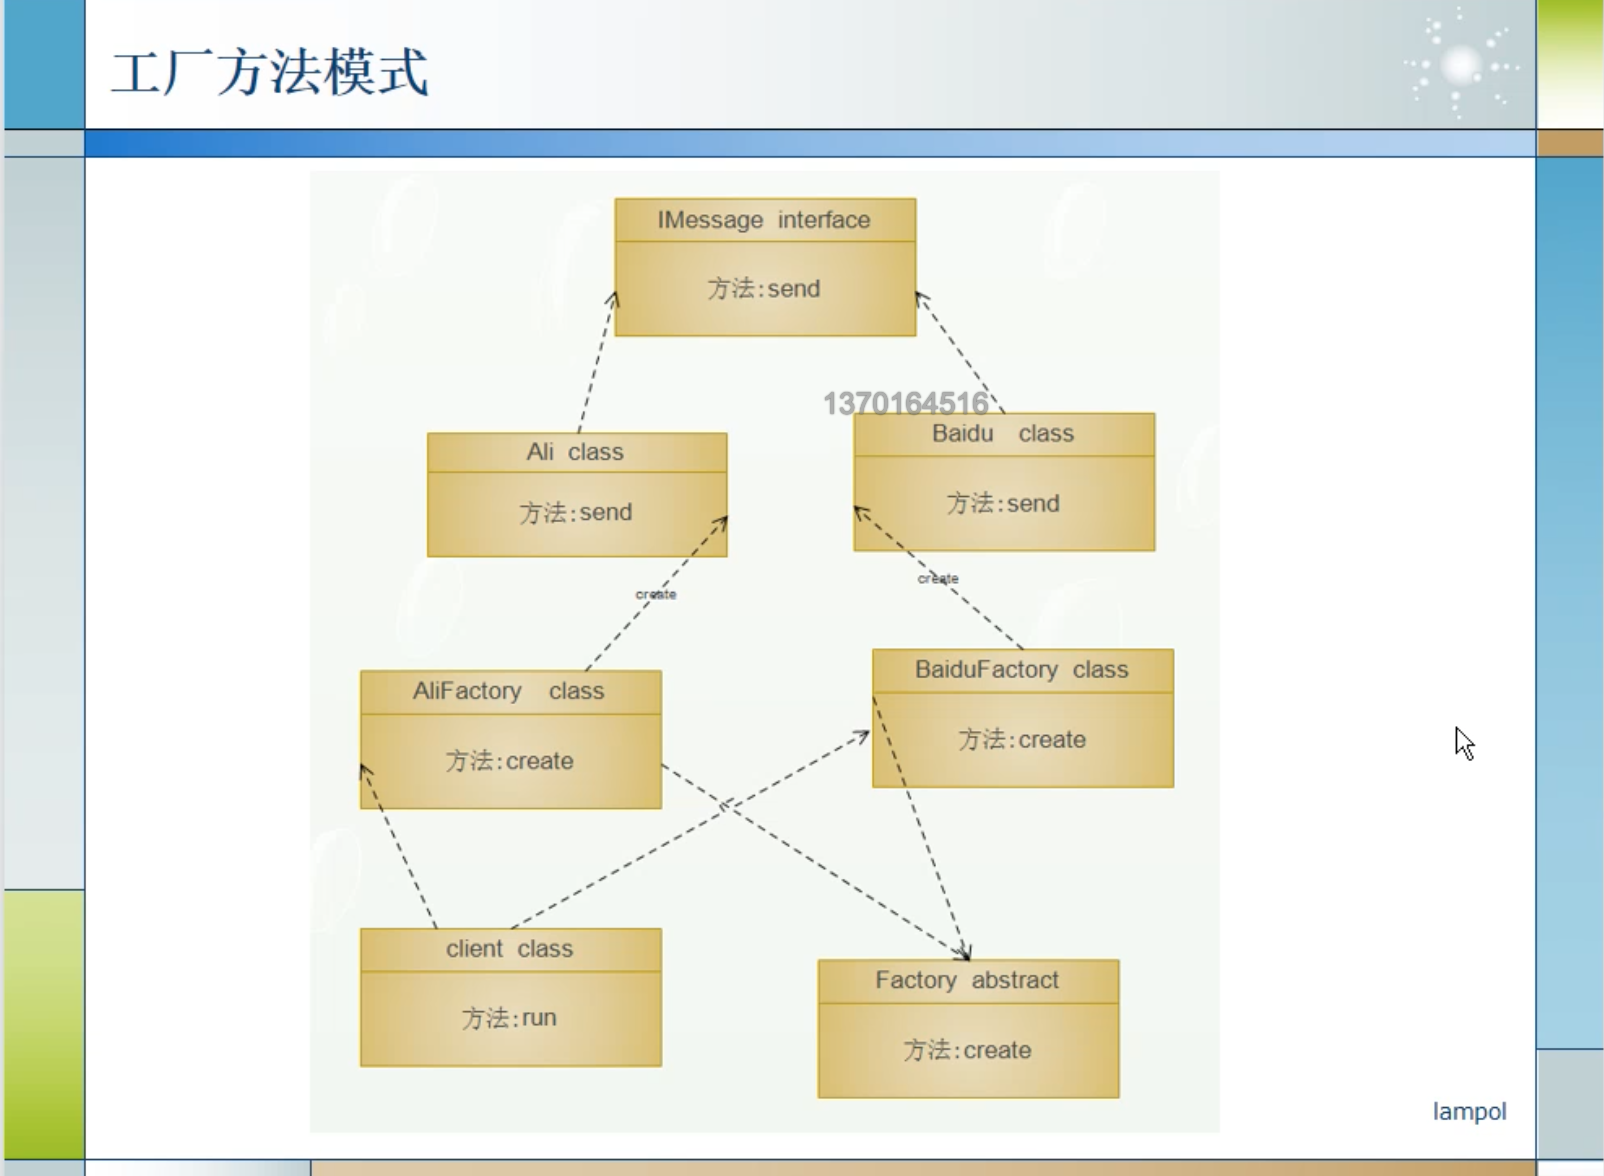 工厂方法模式
IMessage interface
方法:send
1370164516
Ali class
方法:send
Baidu class
方法:send
create
create
AliFactory class
方法:create
BaiduFactory class
方法:create
client class
方法:run
Factory abstract
方法:create
lampol